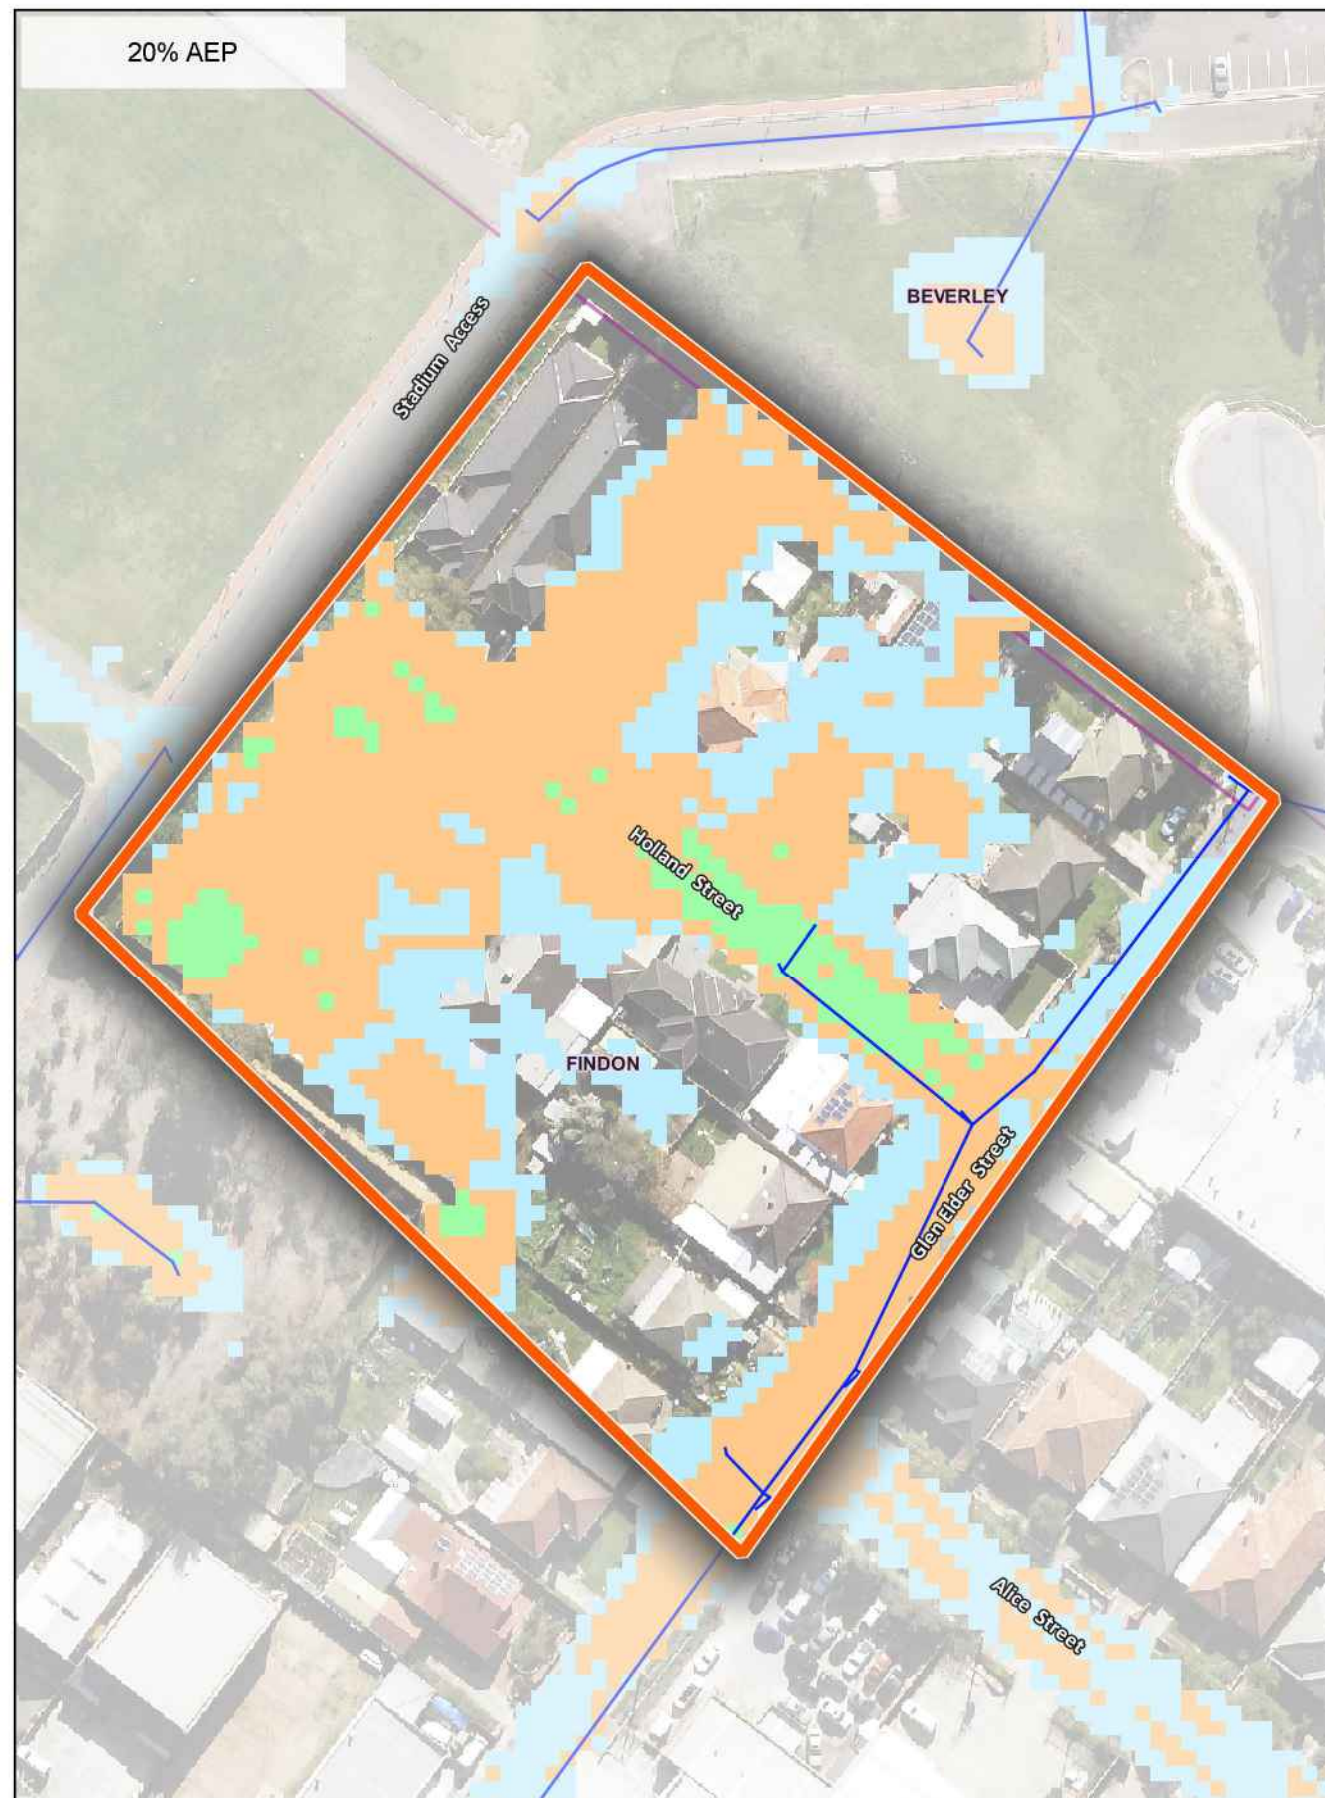 20% AEP
BEVERLEY
Stadium Access
Holland Street
FINDON
Glen Elder Street
Alice Street